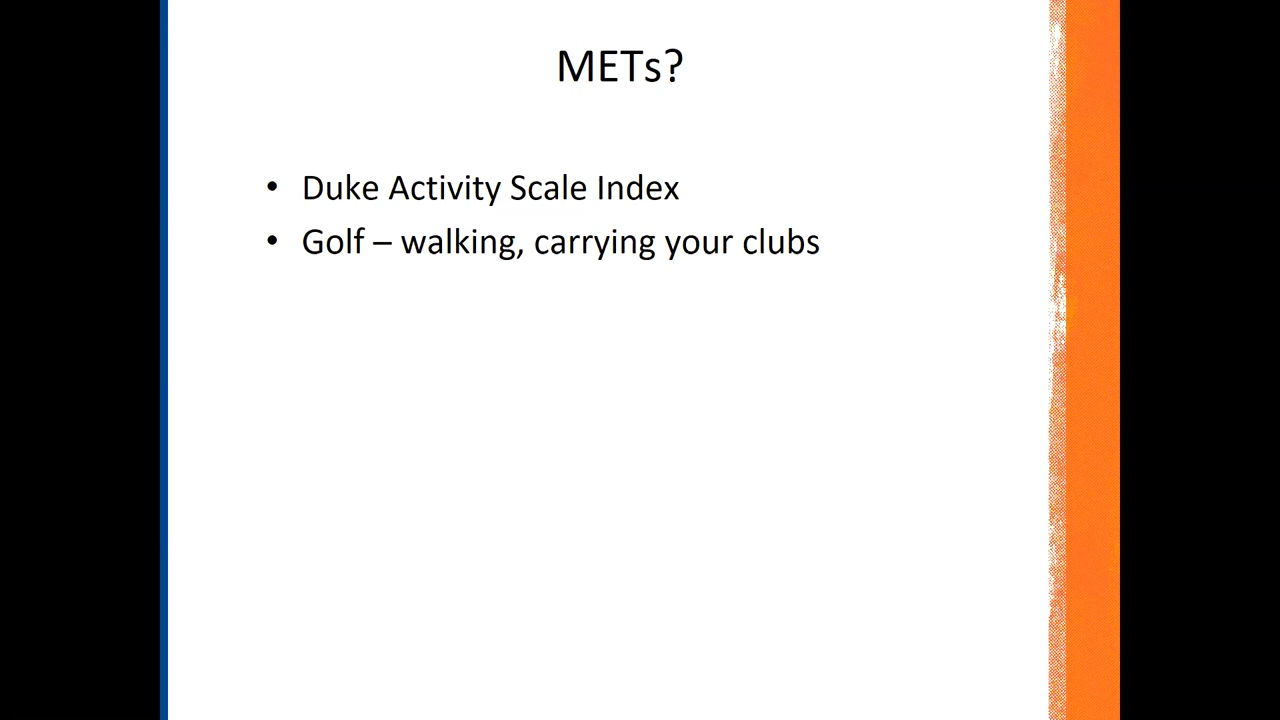 METs?
• Duke Activity Scale Index
• Golf – walking, carrying your clubs